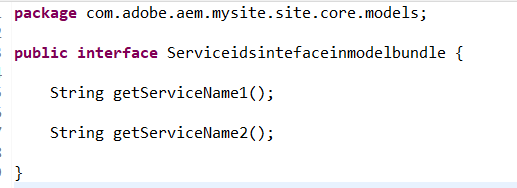 package com.adobe.aem.mysite.site.core.models;
public interface Serviceidsintefaceinmodelbundle {
String getServiceName1();
String getServiceName2();
}